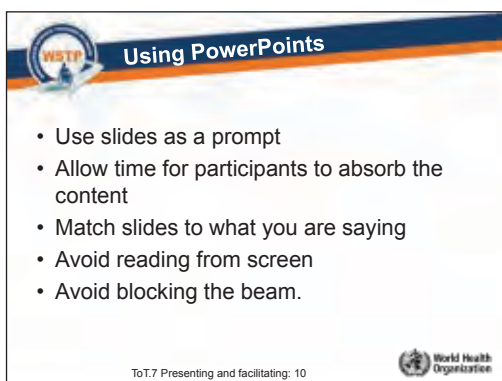 WSTP
Using PowerPoints
• Use slides as a prompt
• Allow time for participants to absorb the
content
• Match slides to what you are saying
• Avoid reading from screen
• Avoid blocking the beam.
ToT.7 Presenting and facilitating: 10
World Health
Organization